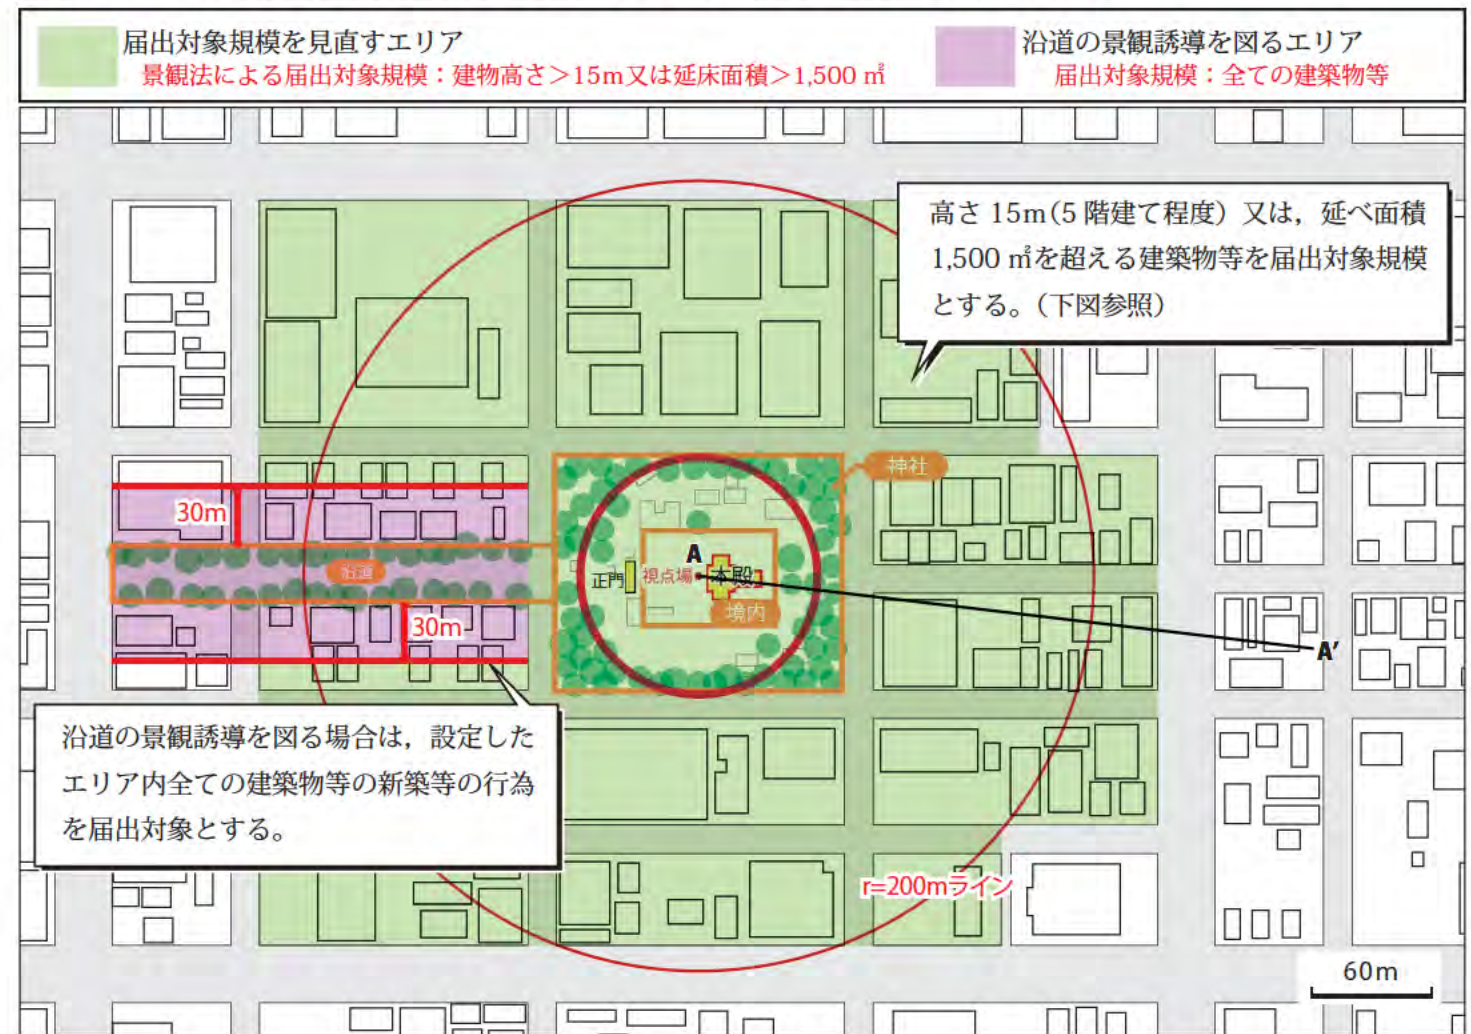 届出対象規模を見直すエリア
景観法による届出対象規模：建物高さ＞15m又は延床面積＞1,500 ㎡
沿道の景観誘導を図るエリア
届出対象規模：全ての建築物等
高さ 15m（5 階建て程度）又は，延べ面積
1,500 ㎡を超える建築物等を届出対象規模
とする。（下図参照）
神社
30m
沿道
A
正門
視点場
本殿
境内
30m
A′
沿道の景観誘導を図る場合は，設定した
エリア内全ての建築物等の新築等の行為
を届出対象とする。
r=200mライン
60m